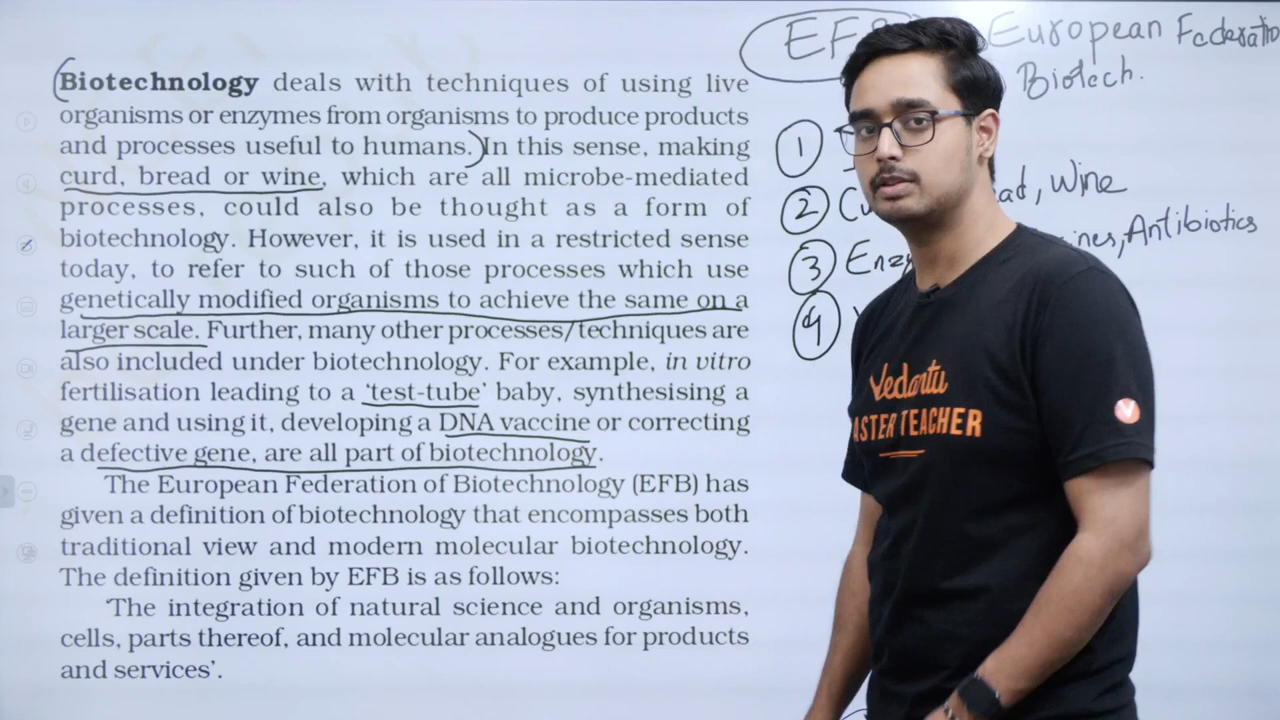 Biotechnology deals with techniques of using live
organisms or enzymes from organisms to produce products
and processes useful to humans. In this sense, making
curd, bread or wine, which are all microbe-mediated
processes, could also be thought as a form of
biotechnology. However, it is used in a restricted sense
today, to refer to such of those processes which use
genetically modified organisms to achieve the same on a
larger scale. Further, many other processes/techniques are
also included under biotechnology. For example, in vitro
fertilisation leading to a ‘test-tube’ baby, synthesising a
gene and using it, developing a DNA vaccine or correcting
a defective gene, are all part of biotechnology.
The European Federation of Biotechnology (EFB) has
given a definition of biotechnology that encompasses both
traditional view and modern molecular biotechnology.
The definition given by EFB is as follows:
‘The integration of natural science and organisms,
cells, parts thereof, and molecular analogues for products
and services’.
European
Biotech.
1
2 Wine
3 Antibiotics
4
Vedantu
TEACHER
V